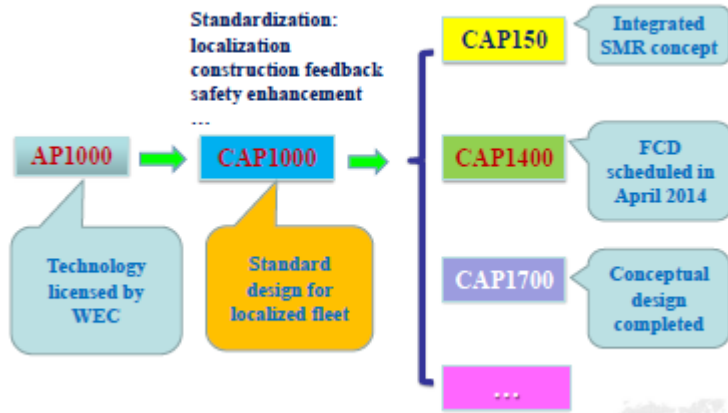 Standardization:
localization
construction feedback
safety enhancement
...
AP1000
CAP1000
Technology
licensed by
WEC
Standard
design for
localized fleet
CAP150
Integrated
SMR concept
CAP1400
FCD
scheduled in
April 2014
CAP1700
Conceptual
design
completed
...